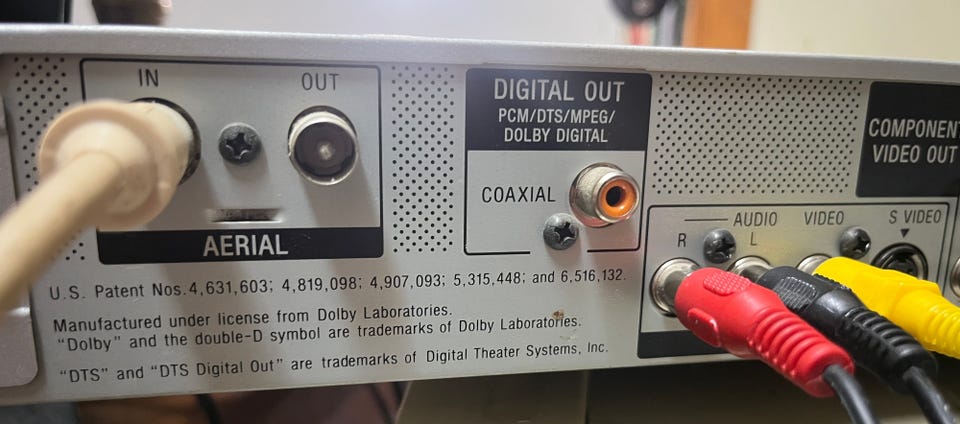 IN
OUT
AERIAL
DIGITAL OUT
PCM/DTS/MPEG/
DOLBY DIGITAL
COAXIAL
COMPONENT
VIDEO OUT
AUDIO
VIDEO
S VIDEO
R
L
U.S. Patent Nos.4,631,603; 4,819,098; 4,907,093; 5,315,448; and 6,516,132.
Manufactured under license from Dolby Laboratories.
“Dolby” and the double-D symbol are trademarks of Dolby Laboratories.
“DTS” and “DTS Digital Out” are trademarks of Digital Theater Systems, Inc.